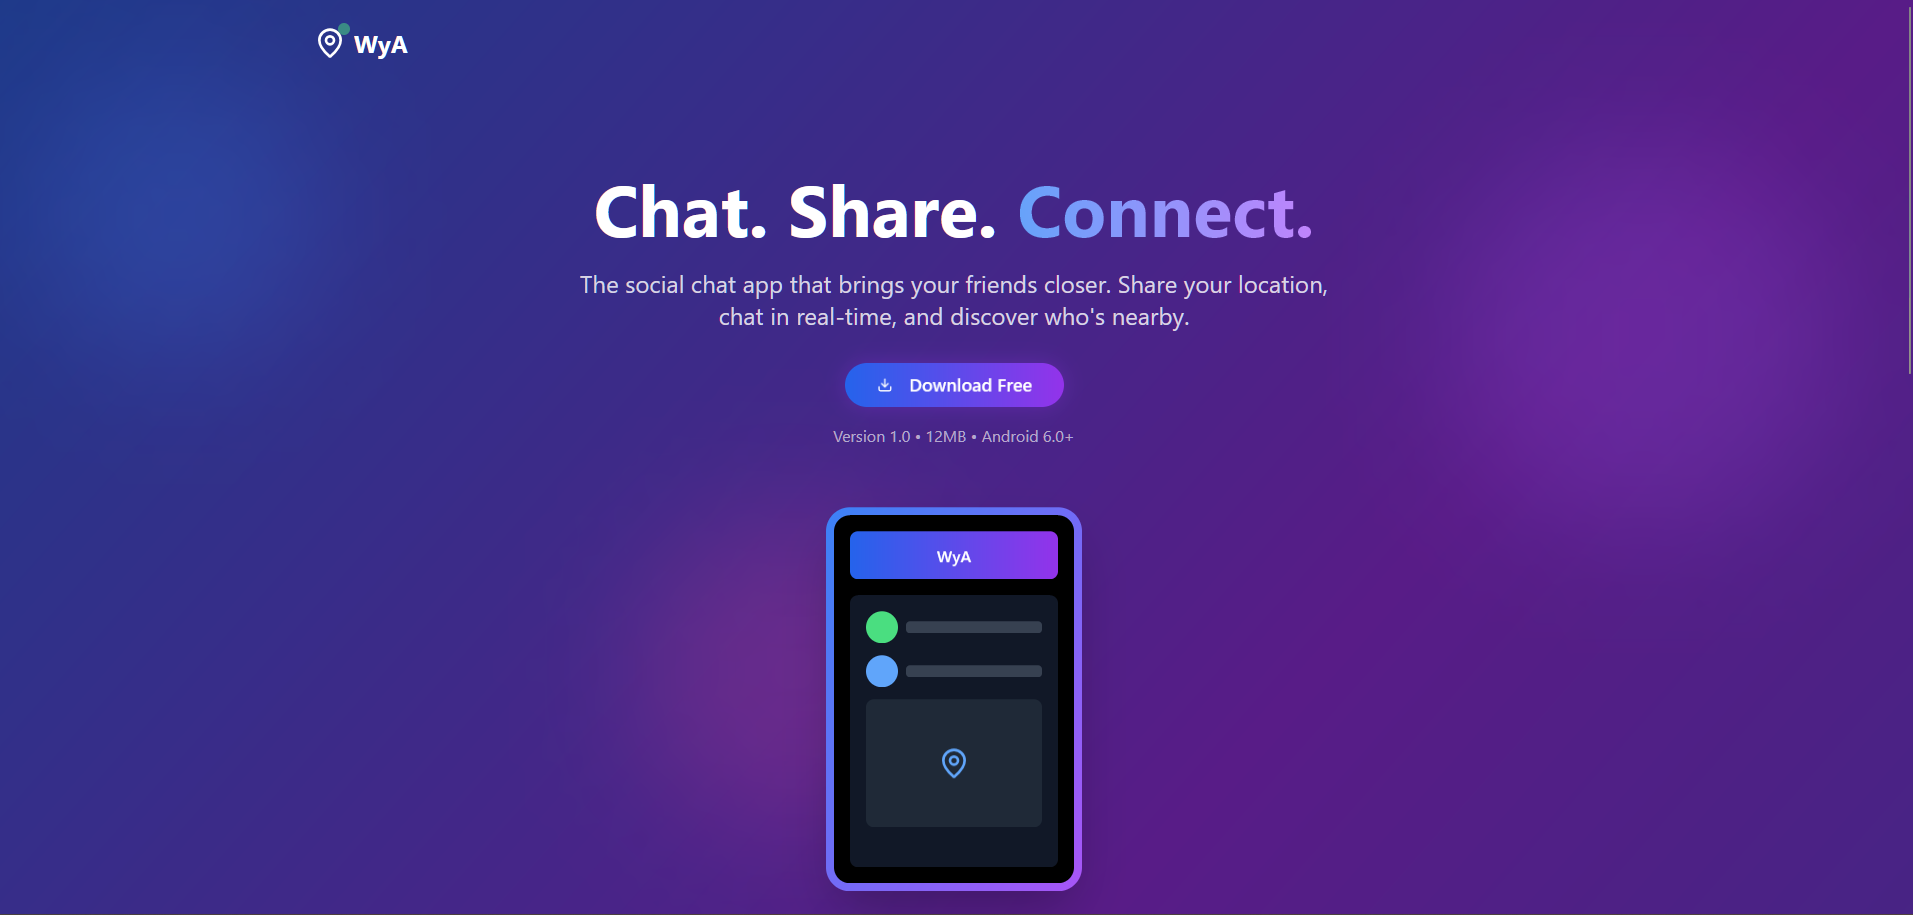 WyA
Chat. Share. Connect.
The social chat app that brings your friends closer. Share your location,
chat in real-time, and discover who's nearby.
Download Free
Version 1.0 • 12MB • Android 6.0+
WyA